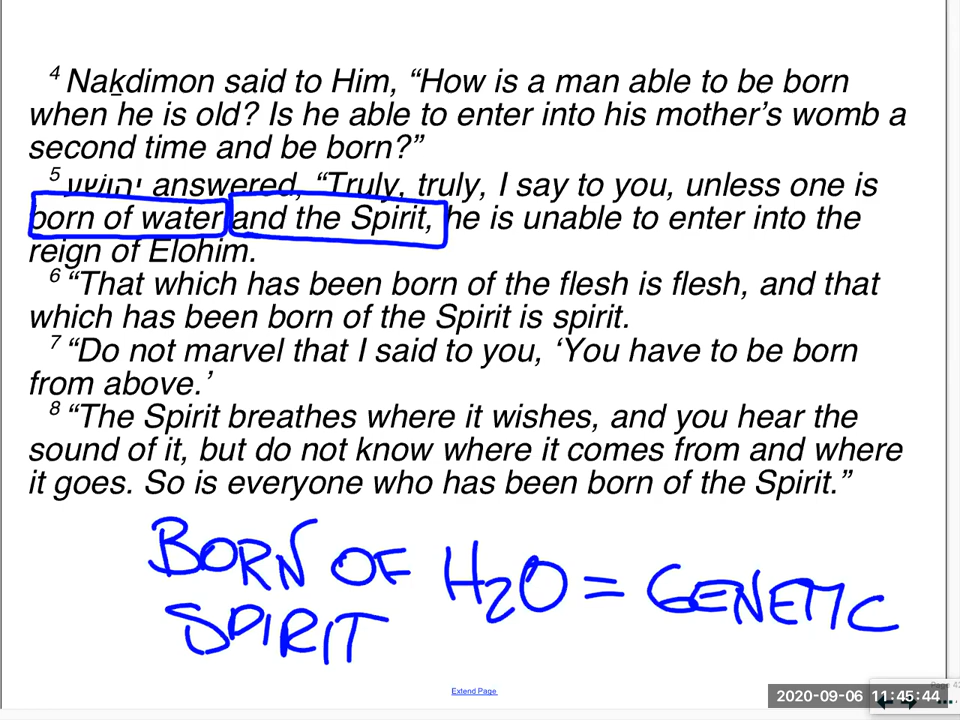 4 Naḵdimon said to Him, “How is a man able to be born
when he is old? Is he able to enter into his mother’s womb a
second time and be born?”
5 יהושע answered, “Truly, truly, I say to you, unless one is
born of water and the Spirit, he is unable to enter into the
reign of Elohim.
6 “That which has been born of the flesh is flesh, and that
which has been born of the Spirit is spirit.
7 “Do not marvel that I said to you, ‘You have to be born
from above.’
8 “The Spirit breathes where it wishes, and you hear the
sound of it, but do not know where it comes from and where
it goes. So is everyone who has been born of the Spirit.”
BORN OF H2O = GENETIC
SPIRIT
Extend Page
2020-09-06 11:45:44